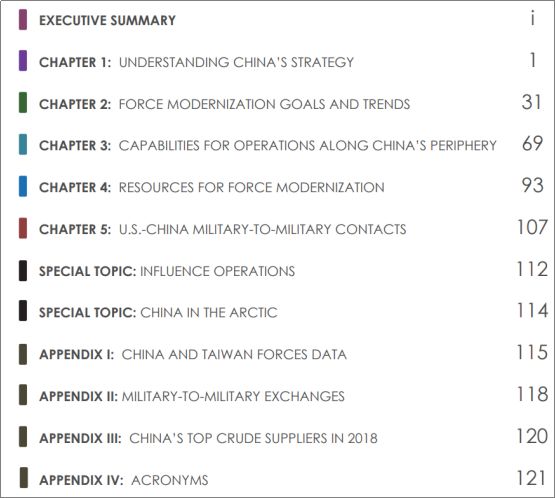 EXECUTIVE SUMMARY i
CHAPTER 1: UNDERSTANDING CHINA'S STRATEGY 1
CHAPTER 2: FORCE MODERNIZATION GOALS AND TRENDS 31
CHAPTER 3: CAPABILITIES FOR OPERATIONS ALONG CHINA'S PERIPHERY 69
CHAPTER 4: RESOURCES FOR FORCE MODERNIZATION 93
CHAPTER 5: U.S.-CHINA MILITARY-TO-MILITARY CONTACTS 107
SPECIAL TOPIC: INFLUENCE OPERATIONS 112
SPECIAL TOPIC: CHINA IN THE ARCTIC 114
APPENDIX I: CHINA AND TAIWAN FORCES DATA 115
APPENDIX II: MILITARY-TO-MILITARY EXCHANGES 118
APPENDIX III: CHINA'S TOP CRUDE SUPPLIERS IN 2018 120
APPENDIX IV: ACRONYMS 121